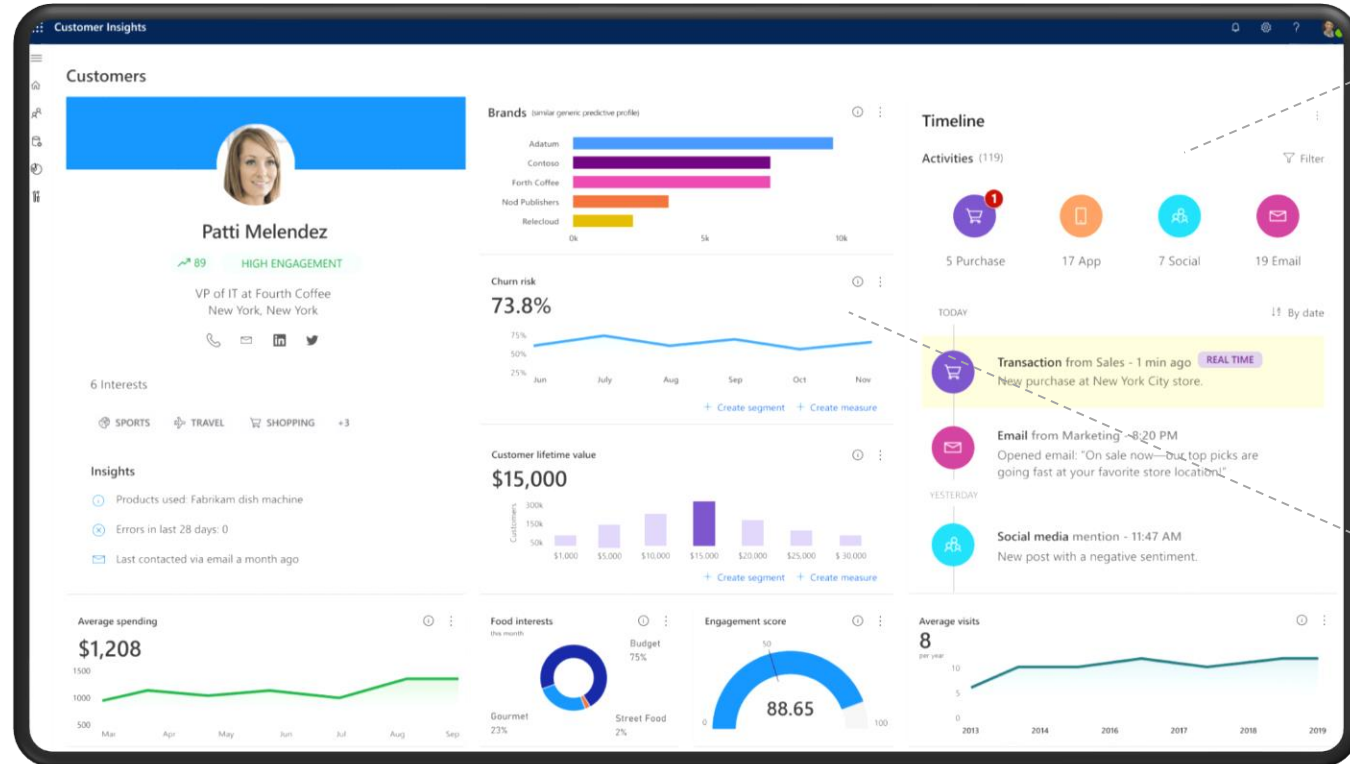 Customer Insights
?
Customers
Patti Melendez
89 HIGH ENGAGEMENT
VP of IT at Fourth Coffee
New York, New York
in
6 Interests
SPORTS TRAVEL SHOPPING +3
Insights
Products used: Fabrikam dish machine
Errors in last 28 days: 0
Last contacted via email a month ago
Brands (similar generic predictive profile)
Adatum
Contoso
Forth Coffee
Nod Publishers
Relecloud
0k 5k 10k
Churn risk
73.8%
75%
50%
25%
Jun July Aug Sep Oct Nov
+ Create segment + Create measure
Customer lifetime value
$15,000
Customers
300k
150k
50k
$1,000 $5,000 $10,000 $15,000 $20,000 $25,000 $ 30,000
+ Create segment + Create measure
Timeline
Activities (119) Filter
1
5 Purchase 17 App 7 Social 19 Email
TODAY By date
Transaction from Sales - 1 min ago REAL TIME
New purchase at New York City store.
Email from Marketing - 8:20 PM
Opened email: "On sale now—our top picks are
going fast at your favorite store location!"
YESTERDAY
Social media mention - 11:47 AM
New post with a negative sentiment.
Average spending
$1,208
1500
1000
500
Mar Apr May Jun Jul Aug Sep
Food interests
this month
Budget
75%
Gourmet
23%
Street Food
2%
Engagement score
50
88.65
0 100
Average visits
8
per year
10
5
0
2013 2014 2016 2017 2018 2019